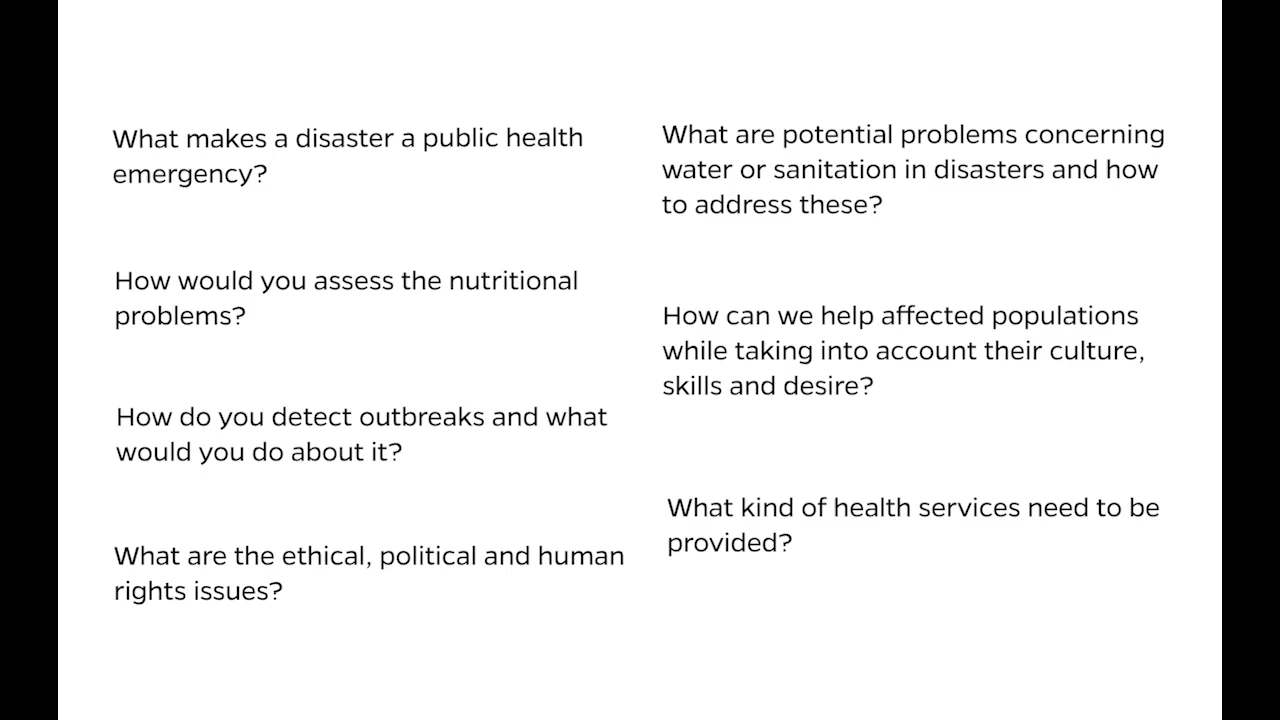 What makes a disaster a public health
emergency?
How would you assess the nutritional
problems?
How do you detect outbreaks and what
would you do about it?
What are the ethical, political and human
rights issues?
What are potential problems concerning
water or sanitation in disasters and how
to address these?
How can we help affected populations
while taking into account their culture,
skills and desire?
What kind of health services need to be
provided?